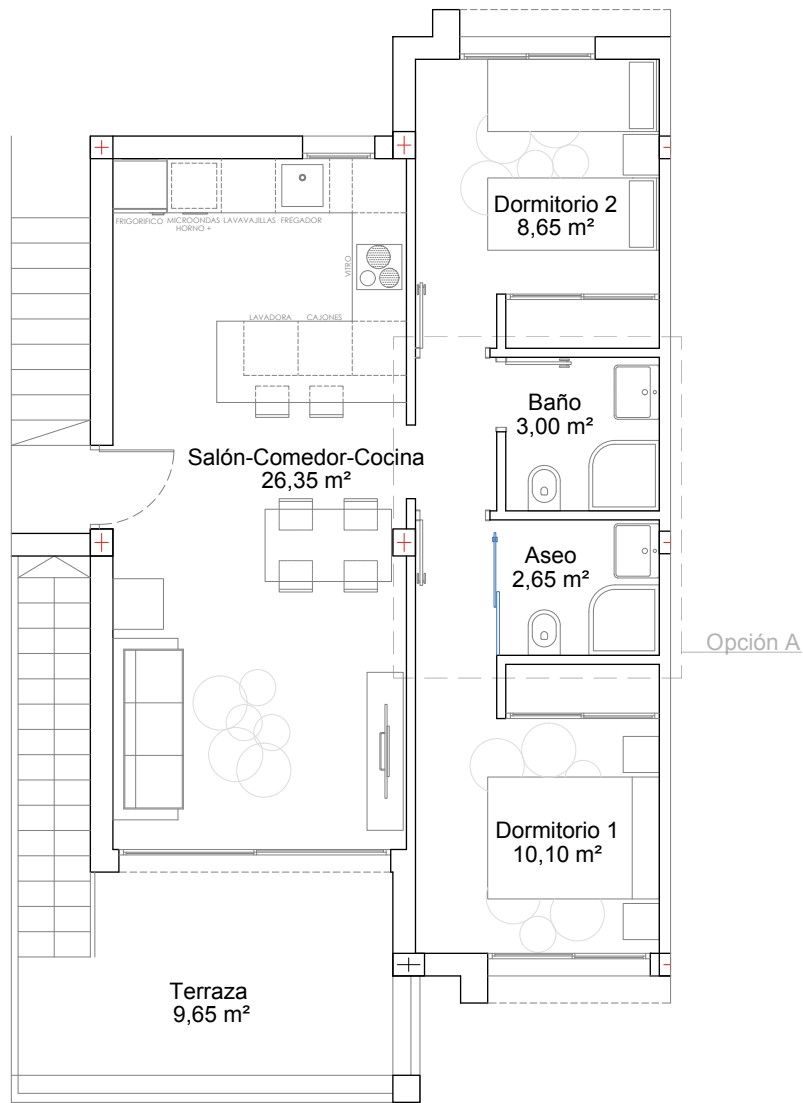 Dormitorio 2
8,65 m²
FRIGORIFICO MICROONDAS LAVAVAJILLAS FREGADOR
HORNO +
VITRO
LAVADORA CAJONES
Baño
3,00 m²
Salón-Comedor-Cocina
26,35 m²
Aseo
2,65 m²
Opción A
Dormitorio 1
10,10 m²
Terraza
9,65 m²